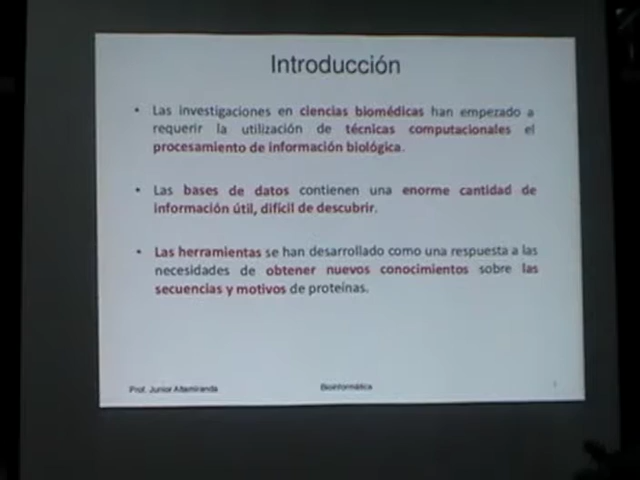 Introducción
• Las investigaciones en ciencias biomédicas han empezado a
requerir la utilización de técnicas computacionales el
procesamiento de información biológica.
• Las bases de datos contienen una enorme cantidad de
información útil, difícil de descubrir.
• Las herramientas se han desarrollado como una respuesta a las
necesidades de obtener nuevos conocimientos sobre las
secuencias y motivos de proteínas.
Prof. Junior Altamiranda Bioinformática